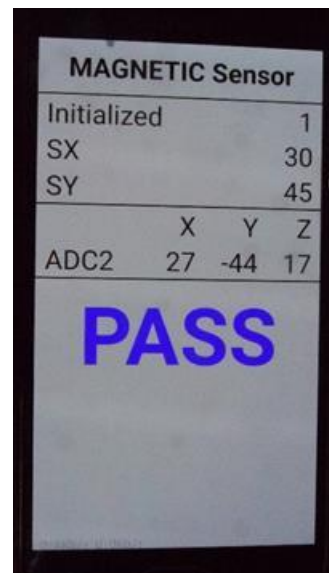 MAGNETIC Sensor
Initialized 1
SX 30
SY 45
X Y Z
ADC2 27 -44 17
PASS